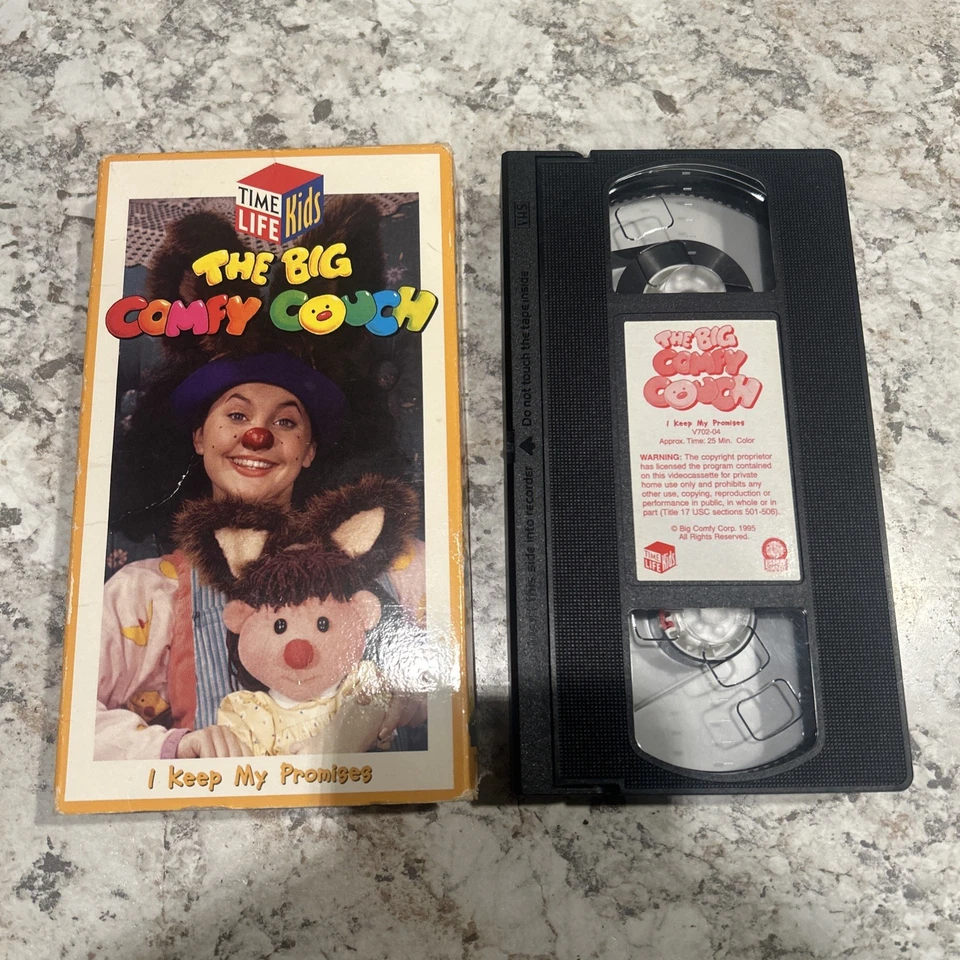 TIME
LIFE
Kids
THE BIG
COMFY COUCH
I Keep My Promises
VHS
this side into recorder
Do not touch the tape inside
THE BIG
COMFY
COUCH
I Keep My Promises
V702-04
Approx. Time: 25 Min. Color
WARNING: The copyright proprietor
has licensed the program contained
on this videocassette for private
home use only and prohibits any
other use, copying, reproduction or
performance in public, in whole or in
part (Title 17 USC sections 501-506).
© Big Comfy Corp. 1995
All Rights Reserved.
TIME
LIFE
Kids